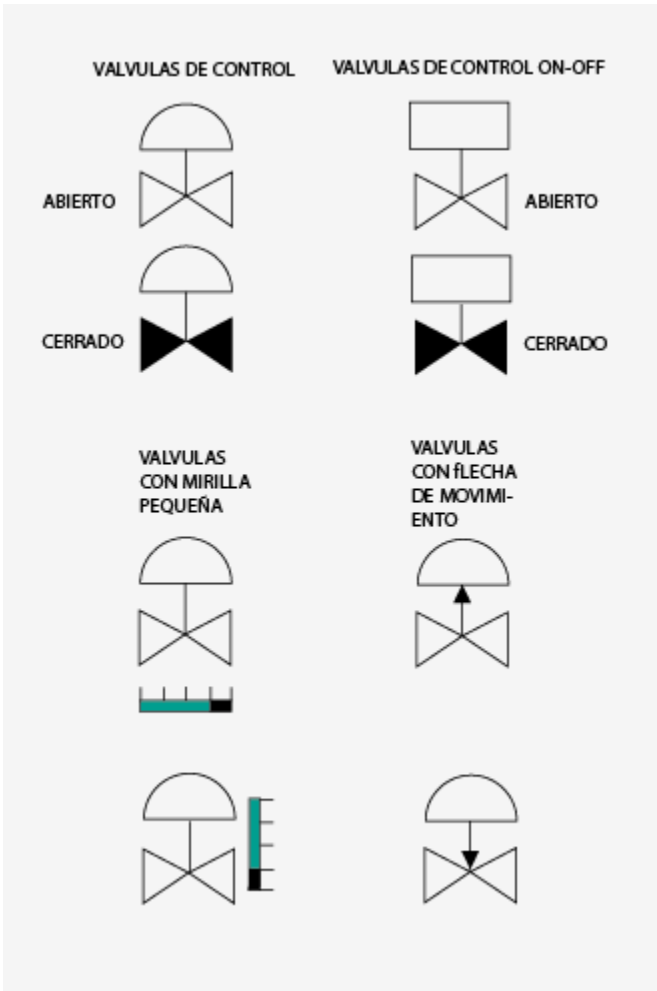 VALVULAS DE CONTROL
VALVULAS DE CONTROL ON-OFF
ABIERTO
ABIERTO
CERRADO
CERRADO
VALVULAS
CON MIRILLA
PEQUEÑA
VALVULAS
CON fLECHA
DE MOVIMI-
ENTO